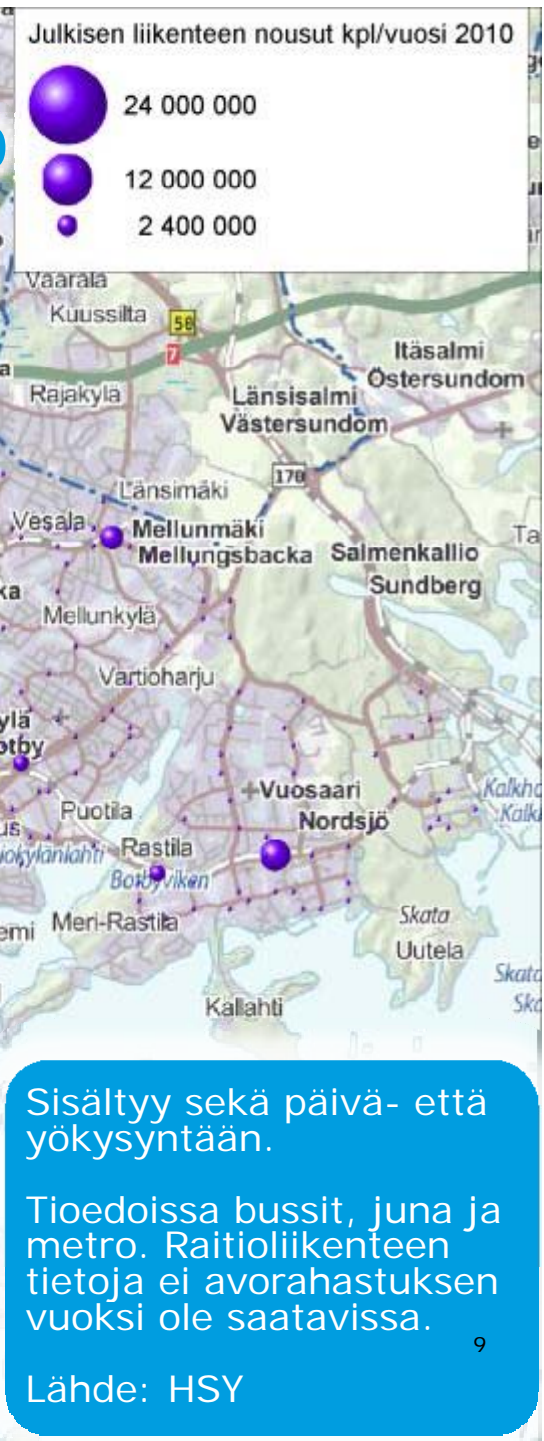 Julkisen liikenteen nousut kpl/vuosi 2010
24 000 000
12 000 000
2 400 000
Vaarala
Kuussilta
50
7
Itäsalmi
Östersundom
Rajakylä
Länsisalmi
Västersundom
170
Länsimäki
Vesala
Mellunmäki
Mellungsbacka
Salmenkallio
Sundberg
Mellunkylä
Vartioharju
Vuosaari
Nordsjö
Puotila
Rastila
Botbyviken
Meri-Rastila
Skata
Uutela
Kallahti
Sisältyy sekä päivä- että
yökysyntään.
Tioedoissa bussit, juna ja
metro. Raitioliikenteen
tietoja ei avorahastuksen
vuoksi ole saatavissa.
9
Lähde: HSY